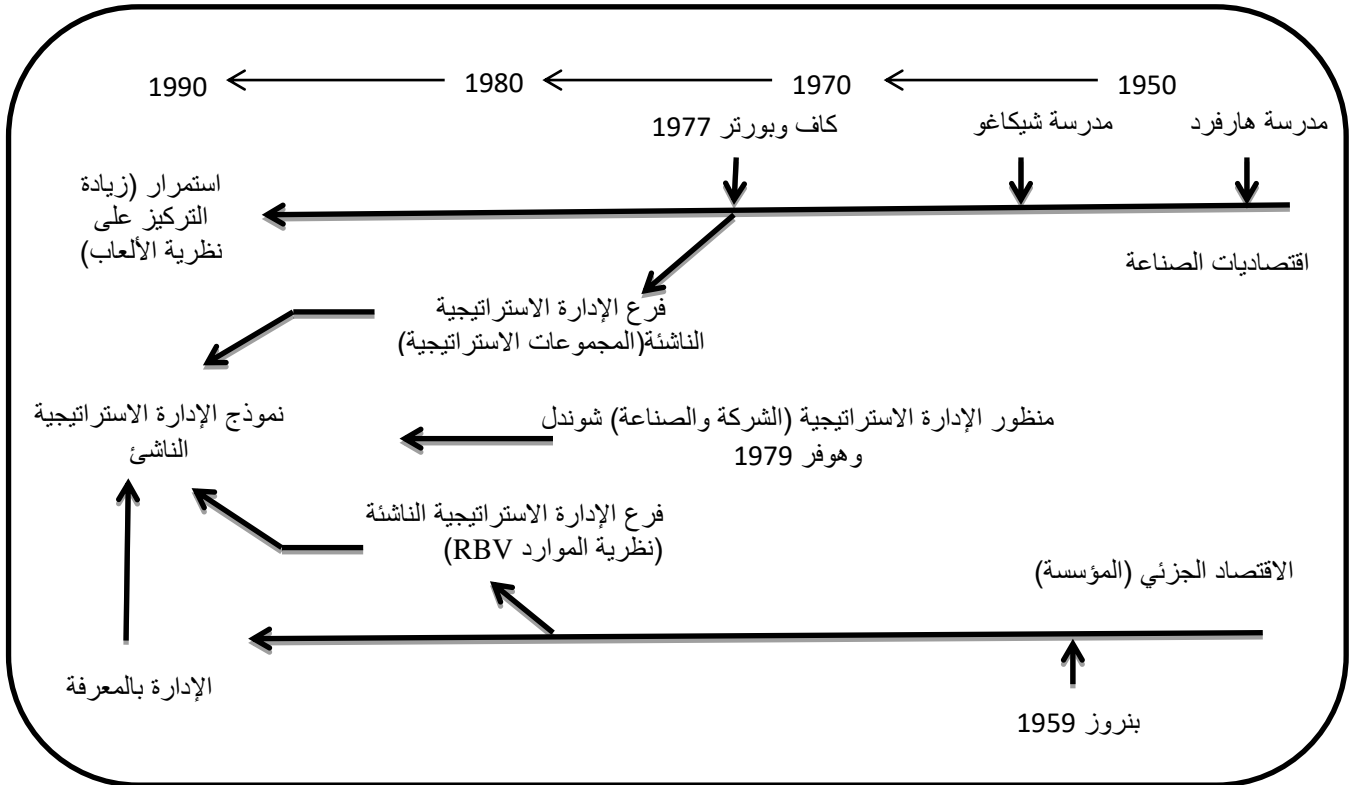 1950
1970
1980
1990
مدرسة هارفرد
مدرسة شيكاغو
كاف وبورتر 1977
استمرار (زيادة
التركيز على
نظرية الألعاب)
اقتصاديات الصناعة
فرع الإدارة الاستراتيجية
الناشئة(المجموعات الاستراتيجية)
نموذج الإدارة الاستراتيجية
الناشئ
منظور الإدارة الاستراتيجية (الشركة والصناعة) شوندل
وهوفر 1979
فرع الإدارة الاستراتيجية الناشئة
(نظرية الموارد RBV)
الاقتصاد الجزئي (المؤسسة)
الإدارة بالمعرفة
بنروز 1959